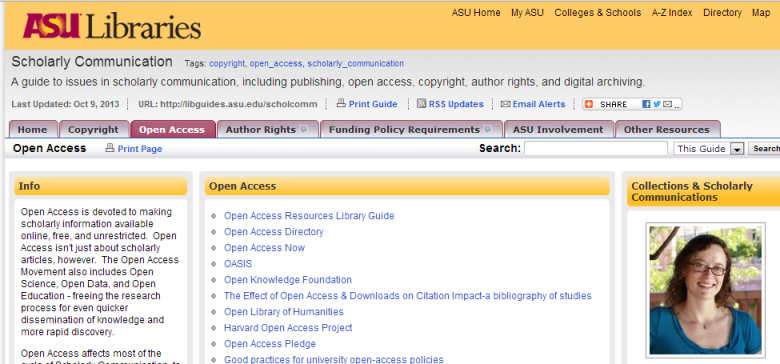 ASU Libraries
ASU Home My ASU Colleges & Schools A-Z Index Directory Map
Scholarly Communication Tags: copyright, open_access, scholarly_communication
A guide to issues in scholarly communication, including publishing, open access, copyright, author rights, and digital archiving.
Last Updated: Oct 9, 2013 URL: http://libguides.asu.edu/scholcomm Print Guide RSS Updates Email Alerts SHARE
Home Copyright Open Access Author Rights Funding Policy Requirements ASU Involvement Other Resources
Open Access Print Page Search: This Guide Search
Info
Open Access is devoted to making
scholarly information available
online, free, and unrestricted. Open
Access isn't just about scholarly
articles, however. The Open Access
Movement also includes Open
Science, Open Data, and Open
Education - freeing the research
process for even quicker
dissemination of knowledge and
more rapid discovery.
Open Access affects most of the
cycle of Scholarly Communication, to
Open Access
Open Access Resources Library Guide
Open Access Directory
Open Access Now
OASIS
Open Knowledge Foundation
The Effect of Open Access & Downloads on Citation Impact-a bibliography of studies
Open Library of Humanities
Harvard Open Access Project
Open Access Pledge
Good practices for university open-access policies
Collections & Scholarly
Communications